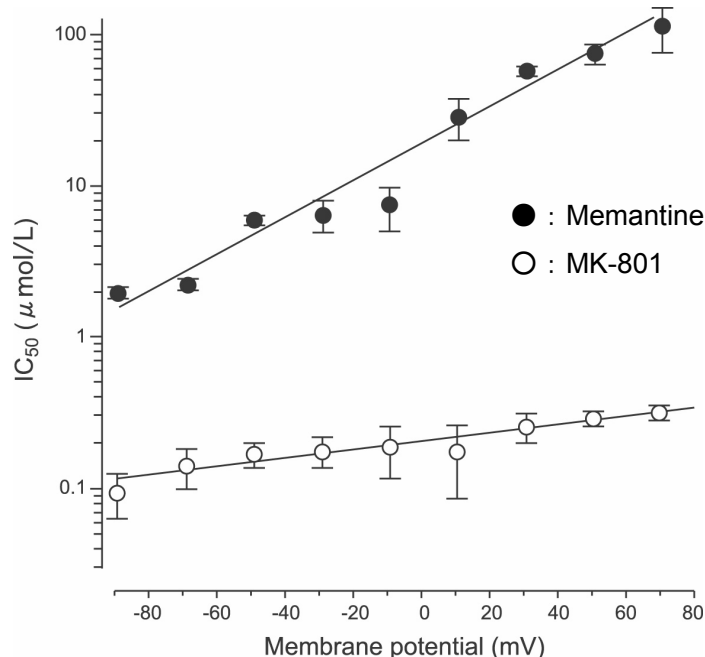 100
10
1
0.1
IC50 (μ mol/L)
● : Memantine
○ : MK-801
-80 -60 -40 -20 0 20 40 60 80
Membrane potential (mV)